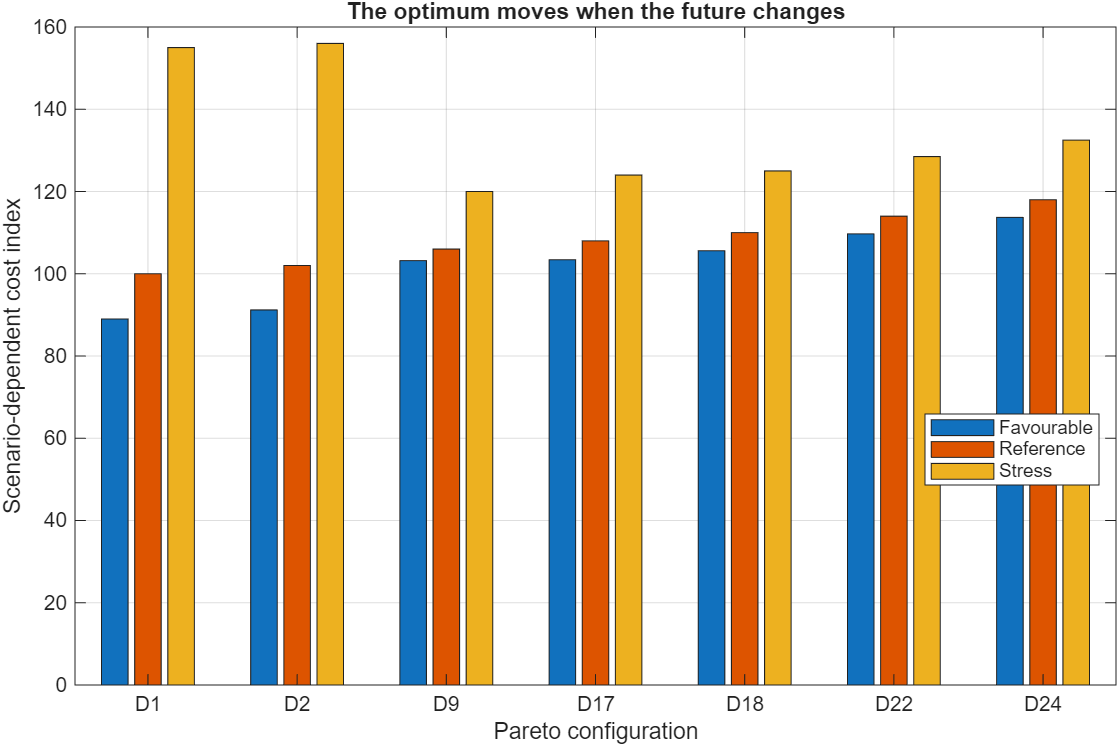 The optimum moves when the future changes
Scenario-dependent cost index
160
140
120
100
80
60
40
20
0
D1 D2 D9 D17 D18 D22 D24
Pareto configuration
Favourable
Reference
Stress